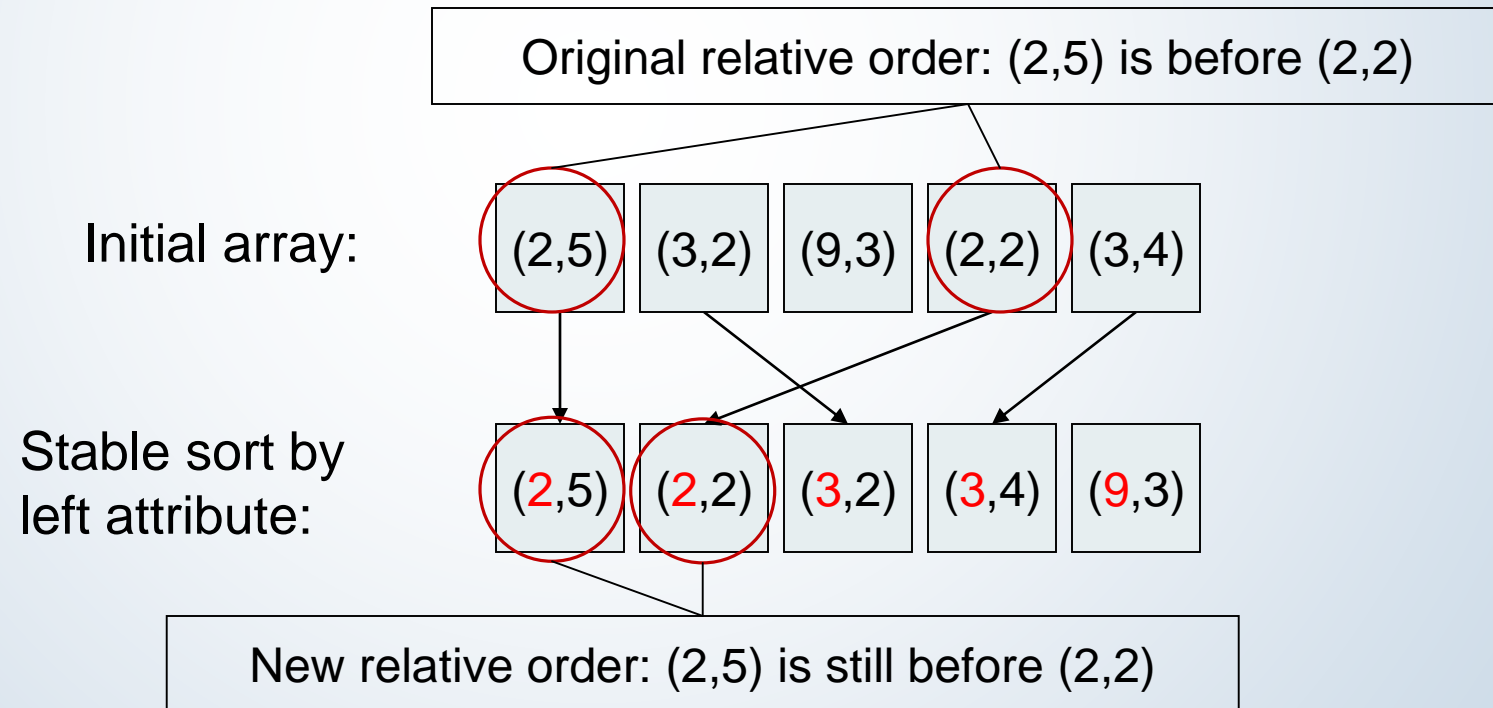 Original relative order: (2,5) is before (2,2)
Initial array:
(2,5) (3,2) (9,3) (2,2) (3,4)
Stable sort by
left attribute:
(2,5) (2,2) (3,2) (3,4) (9,3)
New relative order: (2,5) is still before (2,2)